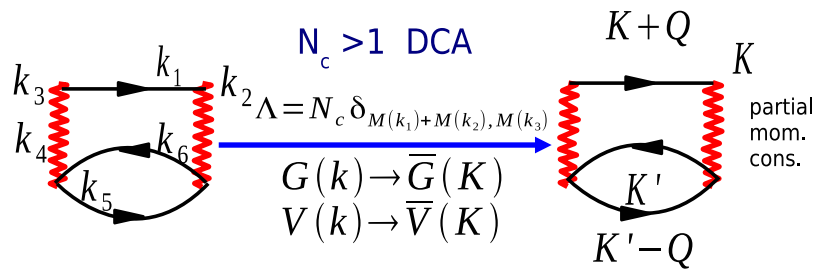 N_c >1 DCA
K+Q
k_3
k_1
k_2
K
Λ=N_c δ_{M(k_1)+M(k_2),M(k_3)}
partial
mom.
cons.
k_4
k_6
k_5
G(k)→G̅(K)
V(k)→V̅(K)
K'
K'−Q